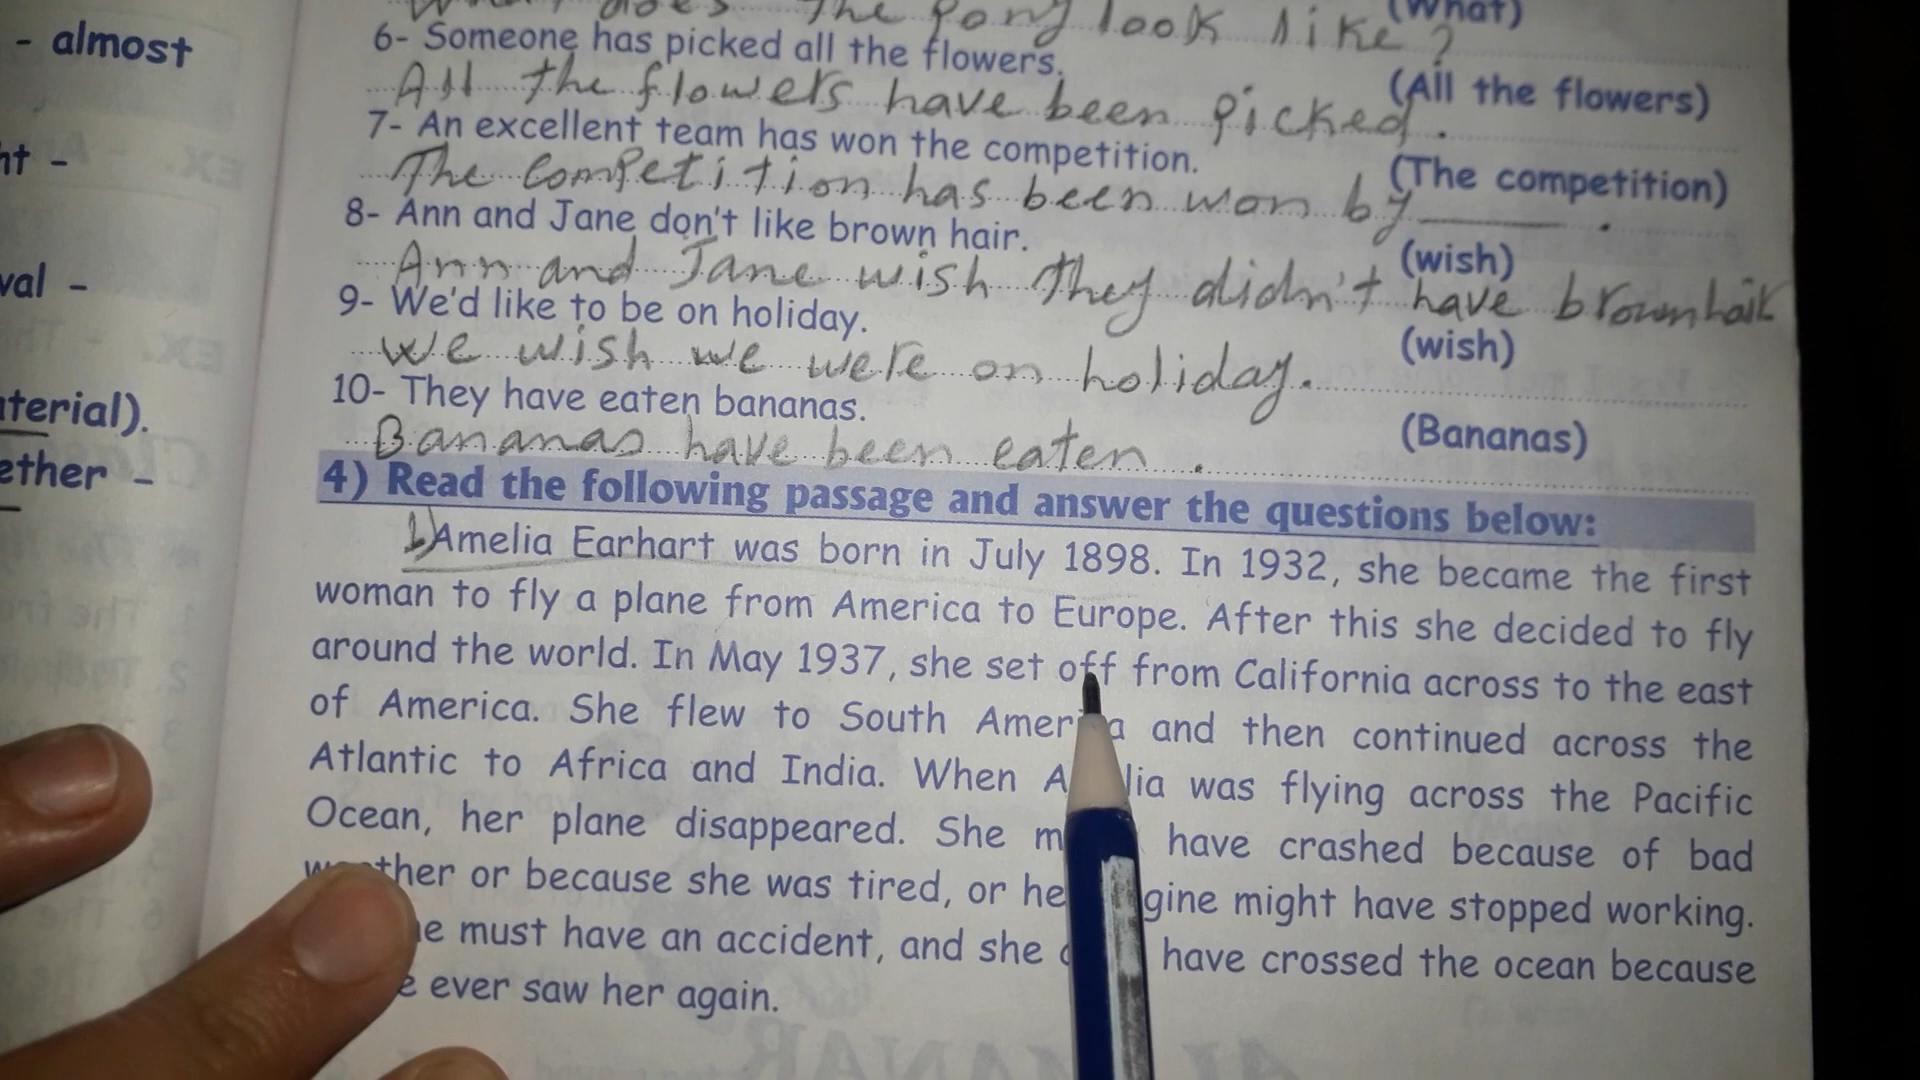 What does the pony look like? (What)
- almost
6- Someone has picked all the flowers.
(All the flowers)
All the flowers have been picked.
ht -
7- An excellent team has won the competition.
(The competition)
The competition has been won by ______ .
8- Ann and Jane don't like brown hair.
(wish)
Ann and Jane wish they didn't have brown hair
val -
9- We'd like to be on holiday.
(wish)
We wish we were on holiday.
10- They have eaten bananas.
(Bananas)
aterial).
Bananas have been eaten .
ether -
4) Read the following passage and answer the questions below:
1) Amelia Earhart was born in July 1898. In 1932, she became the first
woman to fly a plane from America to Europe. After this she decided to fly
around the world. In May 1937, she set off from California across to the east
of America. She flew to South America and then continued across the
Atlantic to Africa and India. When A lia was flying across the Pacific
Ocean, her plane disappeared. She m have crashed because of bad
weather or because she was tired, or he gine might have stopped working.
e must have an accident, and she c have crossed the ocean because
e ever saw her again.